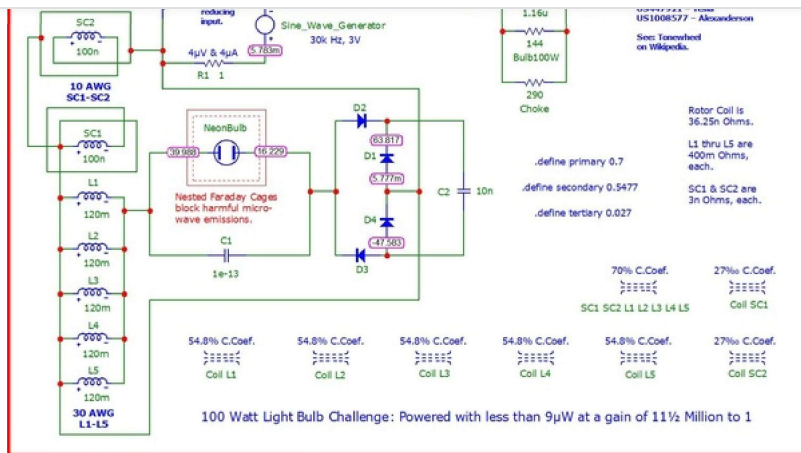 reducing
input.
SC2
100n
Sine_Wave_Generator
30k Hz, 3V
5.783m
4µV & 4µA
R1 1
1.16u
144
Bulb100W
290
Choke
US1008577 – Alexanderson
See: Tonewheel
on Wikipedia.
10 AWG
SC1-SC2
SC1
100n
NeonBulb
39.988
16.229
Nested Faraday Cages
block harmful micro-
wave emissions.
C1
1e-13
D2
63.817
D1
5.777m
D4
-47.583
D3
C2
10n
.define primary 0.7
.define secondary 0.5477
.define tertiary 0.027
Rotor Coil is
36.25n Ohms.
L1 thru L5 are
400m Ohms,
each.
SC1 & SC2 are
3n Ohms, each.
L1
120m
L2
120m
L3
120m
L4
120m
L5
120m
30 AWG
L1-L5
70% C.Coef.
SC1 SC2 L1 L2 L3 L4 L5
27‰ C.Coef.
Coil SC1
54.8% C.Coef.
Coil L1
54.8% C.Coef.
Coil L2
54.8% C.Coef.
Coil L3
54.8% C.Coef.
Coil L4
54.8% C.Coef.
Coil L5
27‰ C.Coef.
Coil SC2
100 Watt Light Bulb Challenge: Powered with less than 9µW at a gain of 11½ Million to 1